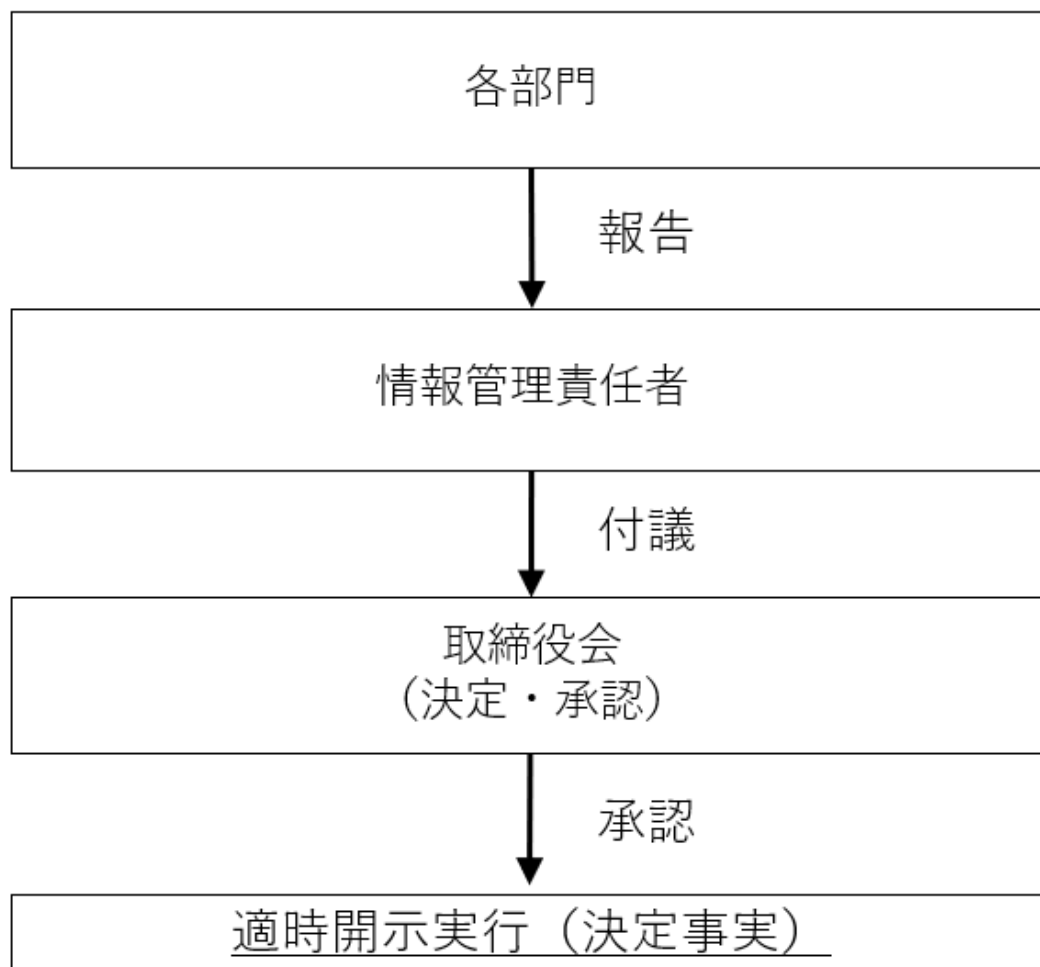 各部門
報告
情報管理責任者
付議
取締役会
（決定・承認）
承認
適時開示実行（決定事実）